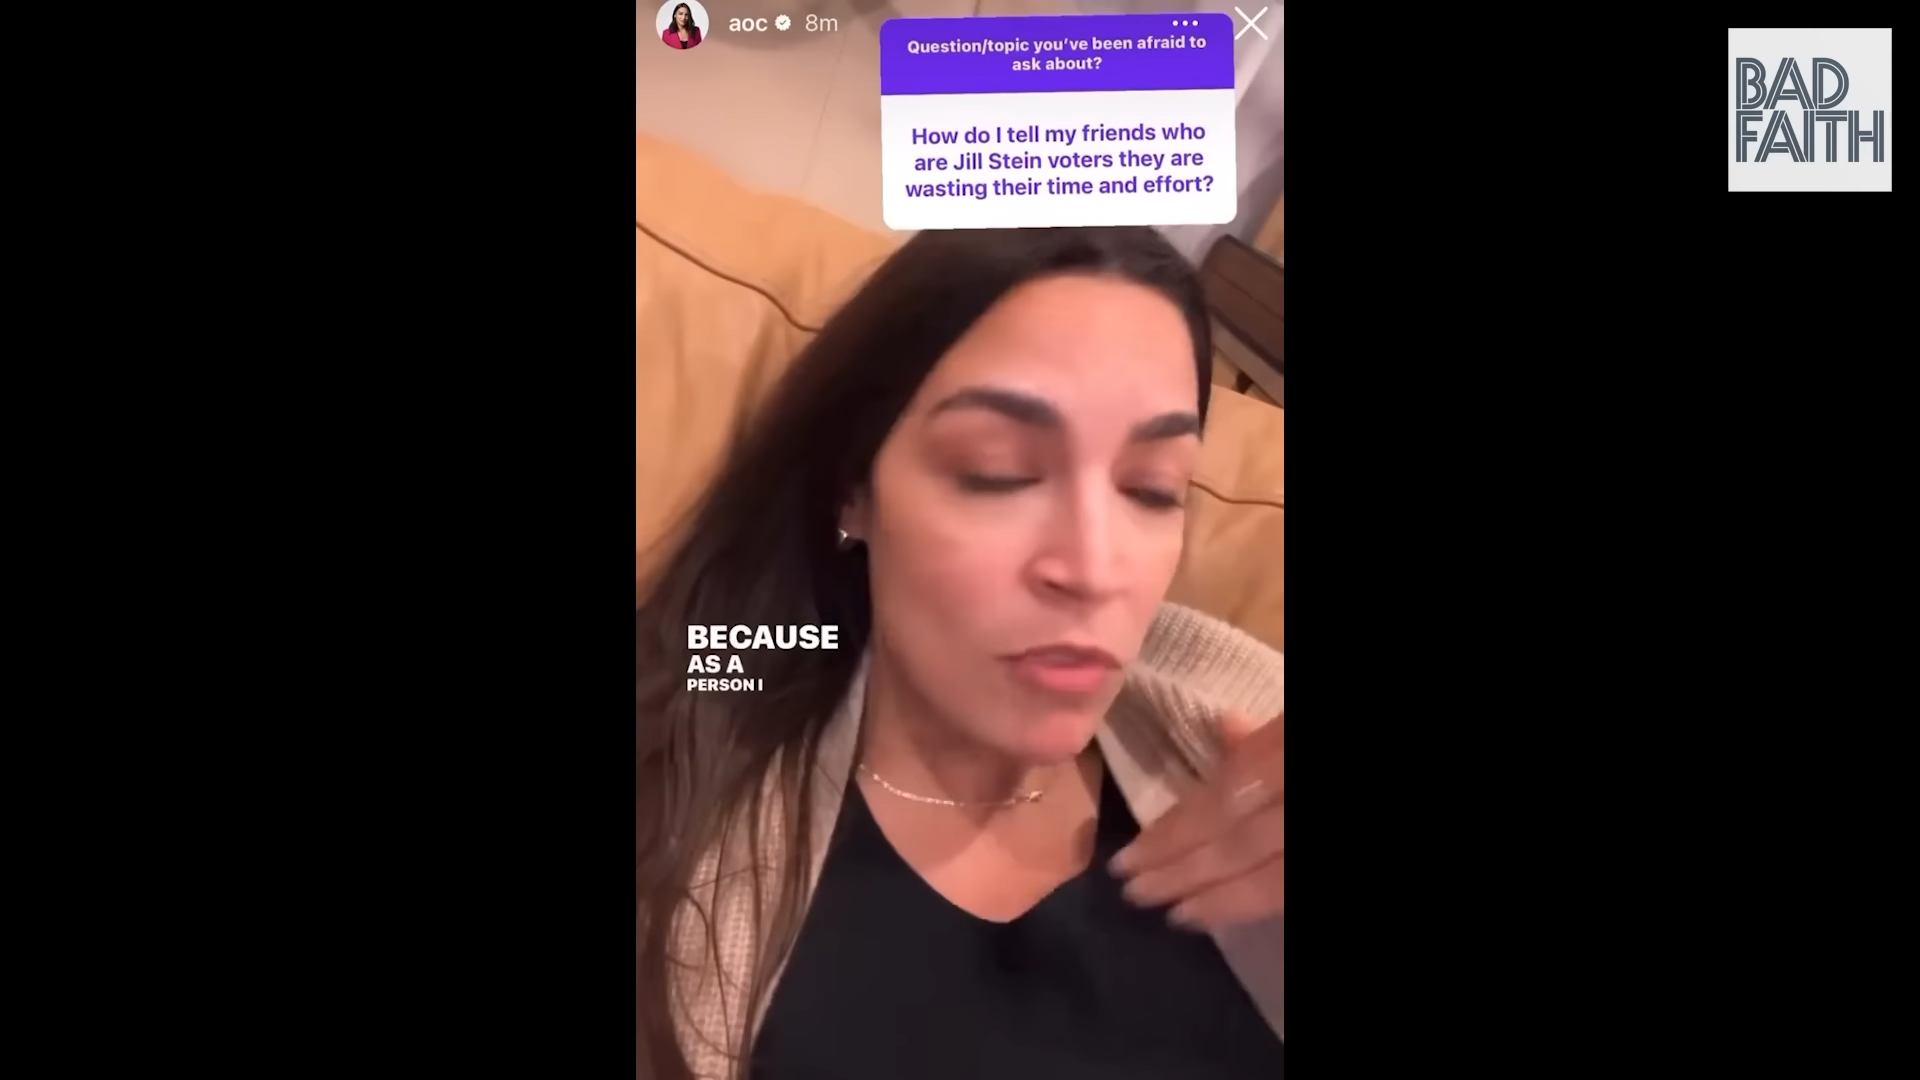 aoc 8m
Question/topic you've been afraid to
ask about?
How do I tell my friends who
are Jill Stein voters they are
wasting their time and effort?
BECAUSE
AS A
PERSON I
BAD
FAITH